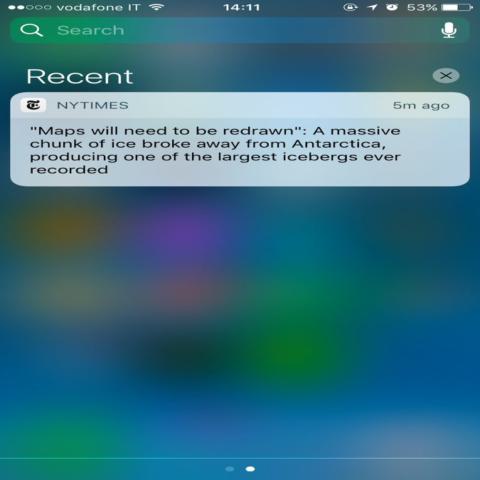 vodafone IT 14:11 53%
Search
Recent
NYTIMES 5m ago
"Maps will need to be redrawn": A massive
chunk of ice broke away from Antarctica,
producing one of the largest icebergs ever
recorded